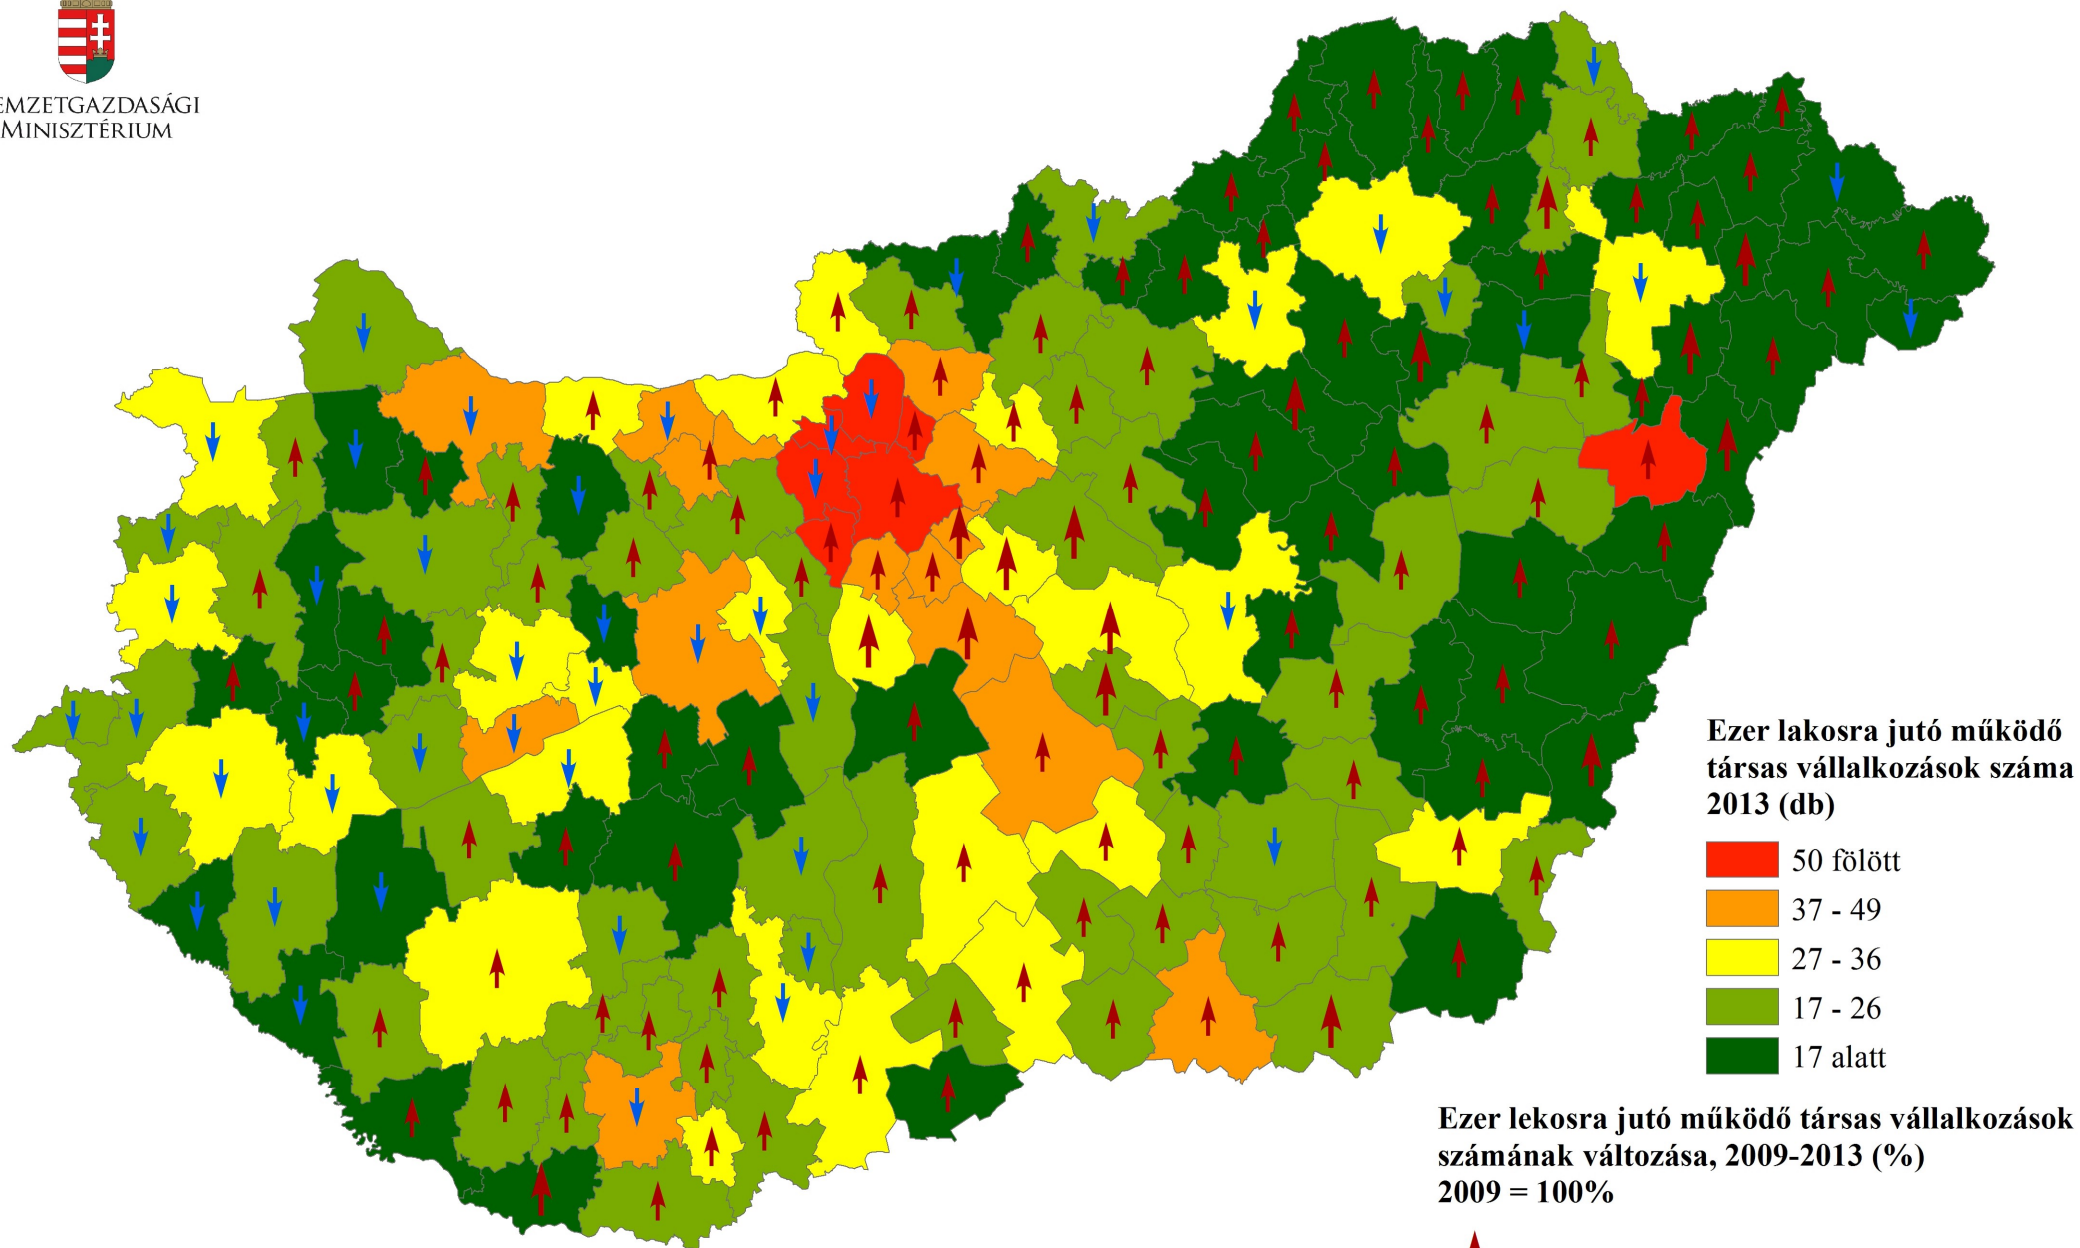 EMZETGAZDASÁGI
MINISZTÉRIUM
Ezer lakosra jutó működő
társas vállalkozások száma
2013 (db)
50 fölött
37 - 49
27 - 36
17 - 26
17 alatt
Ezer lekosra jutó működő társas vállalkozások
számának változása, 2009-2013 (%)
2009 = 100%